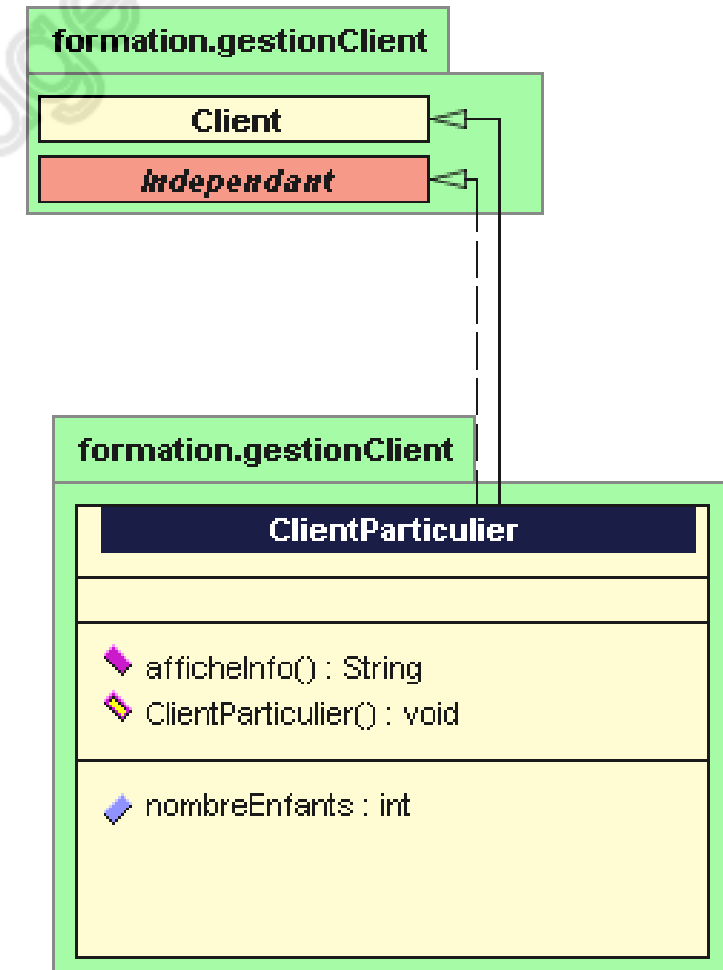 formation.gestionClient
Client
Independant
formation.gestionClient
ClientParticulier
afficheInfo() : String
ClientParticulier() : void
nombreEnfants : int